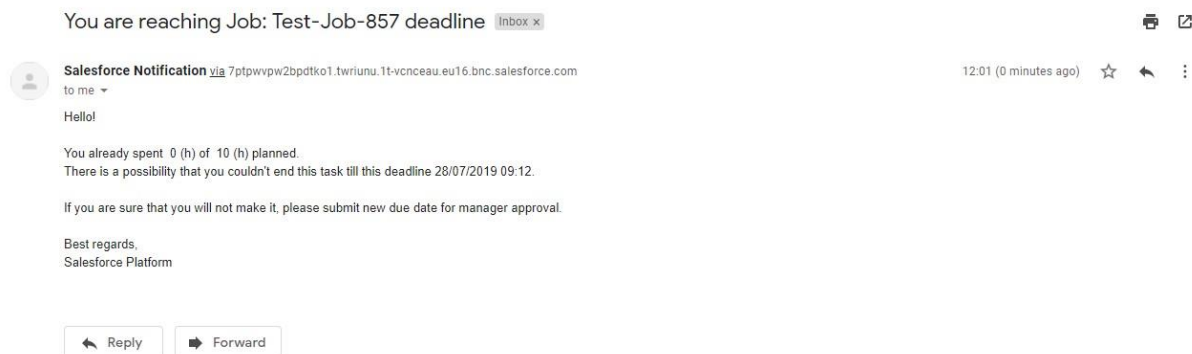 You are reaching Job: Test-Job-857 deadline Inbox x
Salesforce Notification via 7ptpwvpw2bpdtko1.twriunu.1t-vcnceau.eu16.bnc.salesforce.com 12:01 (0 minutes ago)
to me
Hello!
You already spent 0 (h) of 10 (h) planned.
There is a possibility that you couldn't end this task till this deadline 28/07/2019 09:12.
If you are sure that you will not make it, please submit new due date for manager approval.
Best regards,
Salesforce Platform
Reply Forward